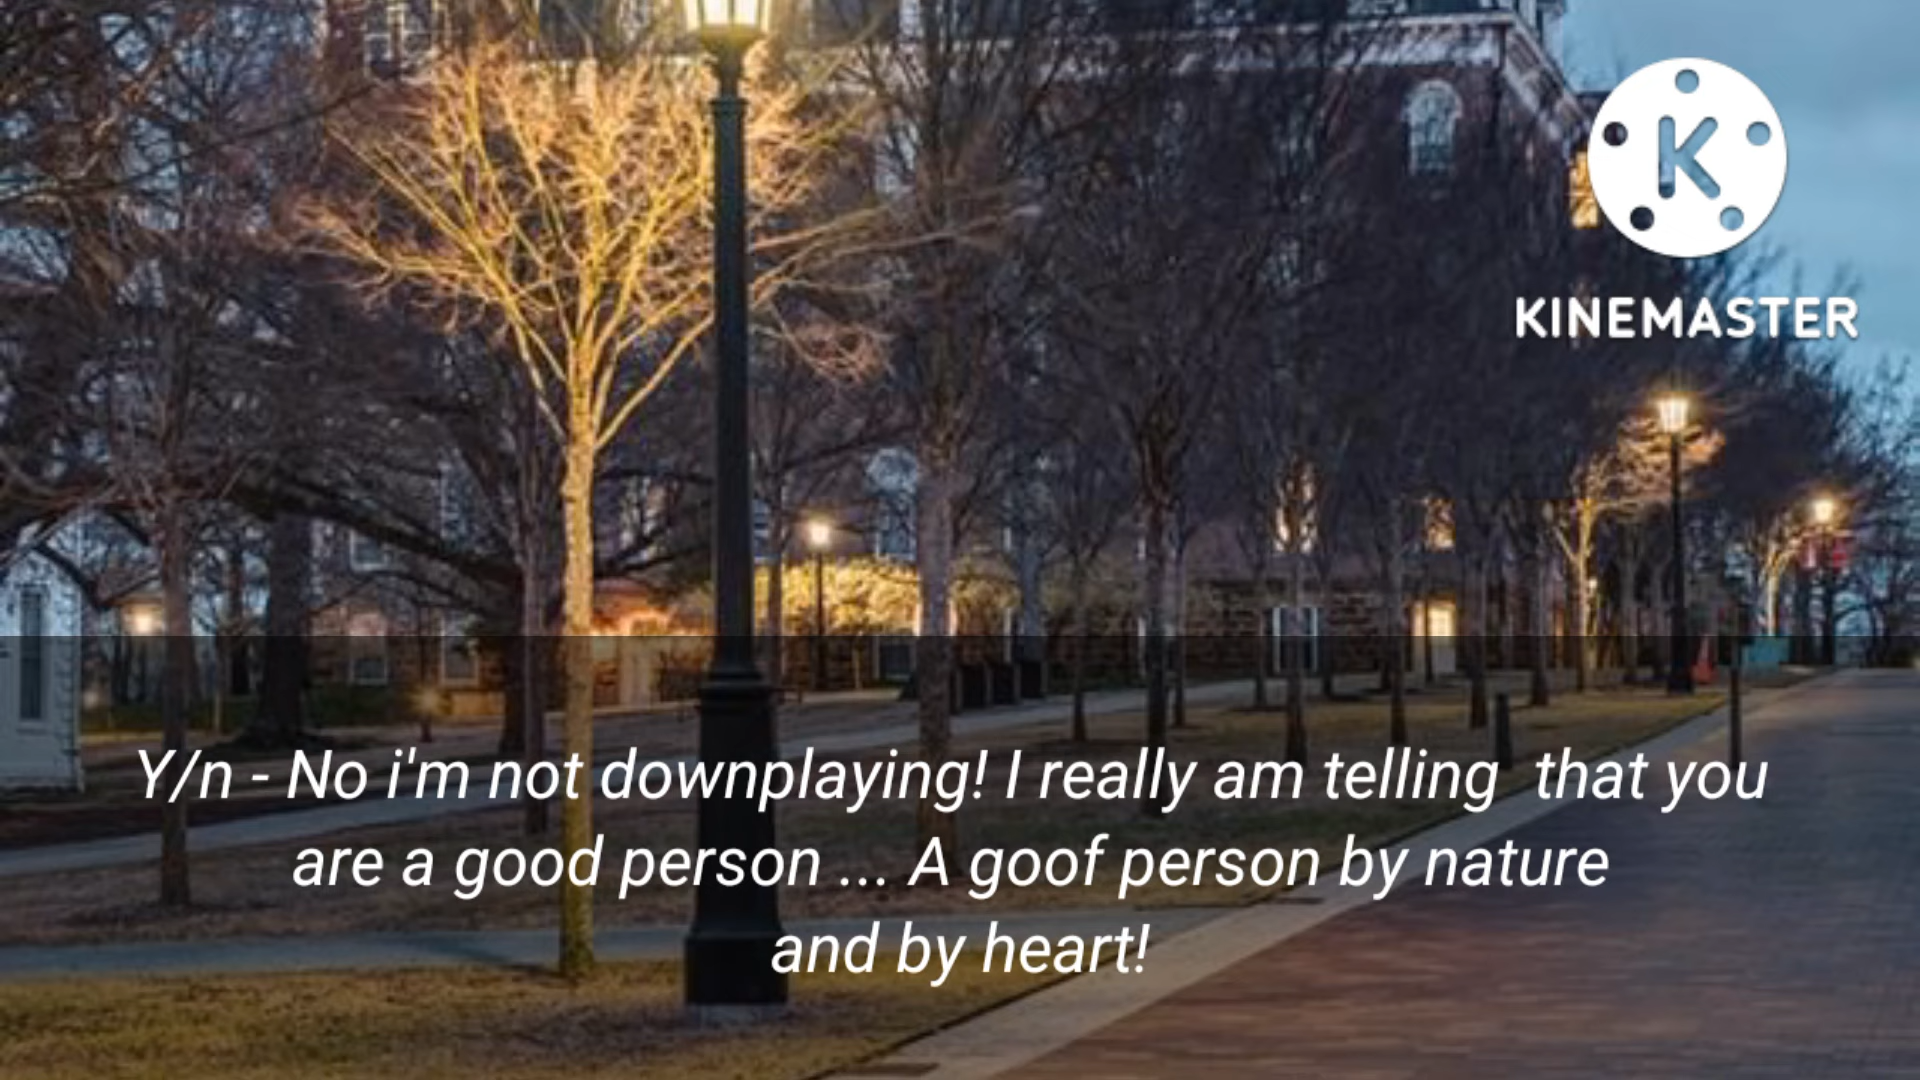 K
KINEMASTER
Y/n - No i'm not downplaying! I really am telling  that you
are a good person ... A goof person by nature
and by heart!